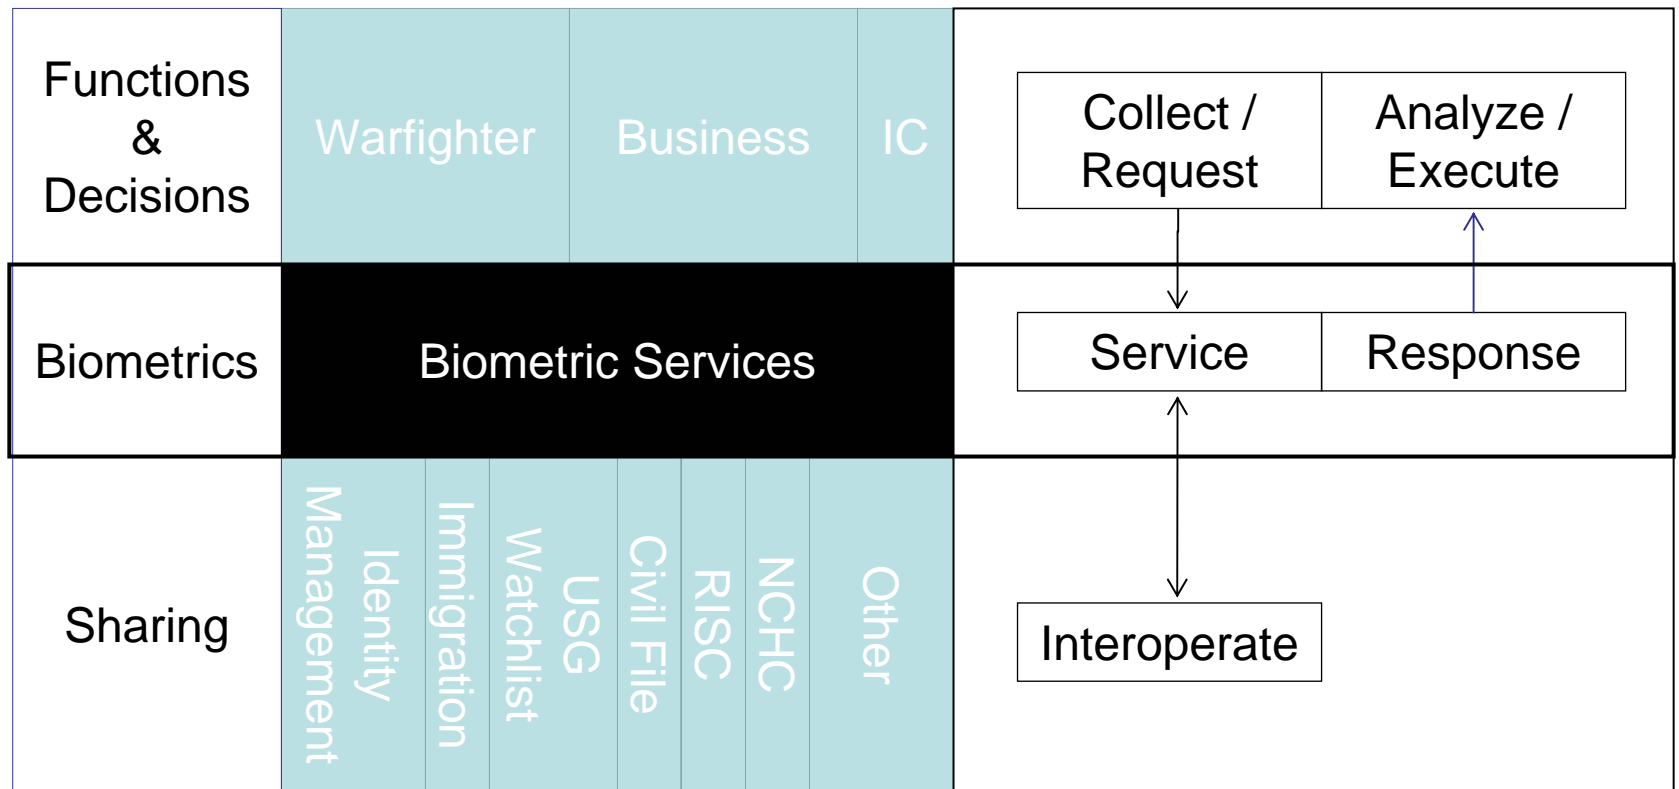 Functions
&
Decisions
Warfighter
Business
IC
Collect /
Request
Analyze /
Execute
Biometrics
Biometric Services
Service
Response
Sharing
Identity
Management
Immigration
USG
Watchlist
Civil File
RISC
NCHC
Other
Interoperate